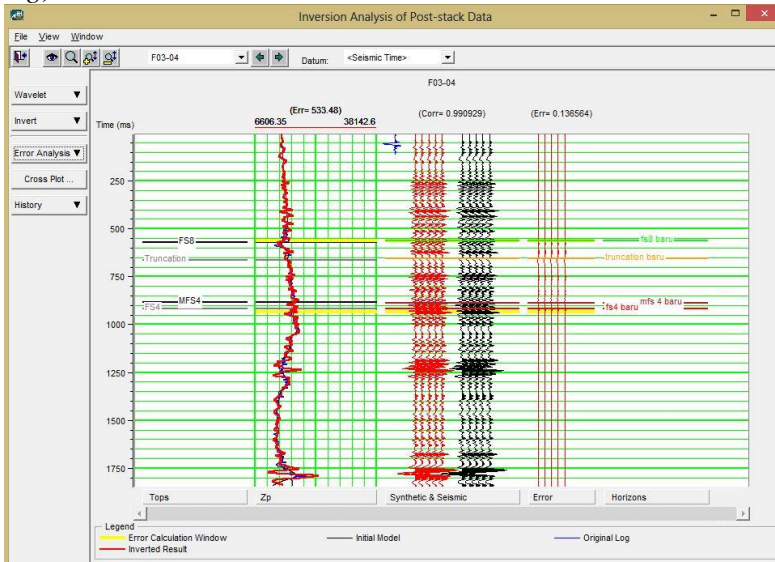 Inversion Analysis of Post-stack Data
File View Window
F03-04 Datum: <Seismic Time>
F03-04
Wavelet
Invert
Error Analysis
Cross Plot ...
History
Time (ms)
(Err= 533.48) (Corr= 0.990929) (Err= 0.136564)
6606.35 38142.6
250
500
FS8 fs8 baru
Truncation truncation baru
750
MFS4 mfs 4 baru
FS4 fs4 baru
1000
1250
1500
1750
Tops Zp Synthetic & Seismic Error Horizons
Legend
Error Calculation Window Initial Model Original Log
Inverted Result